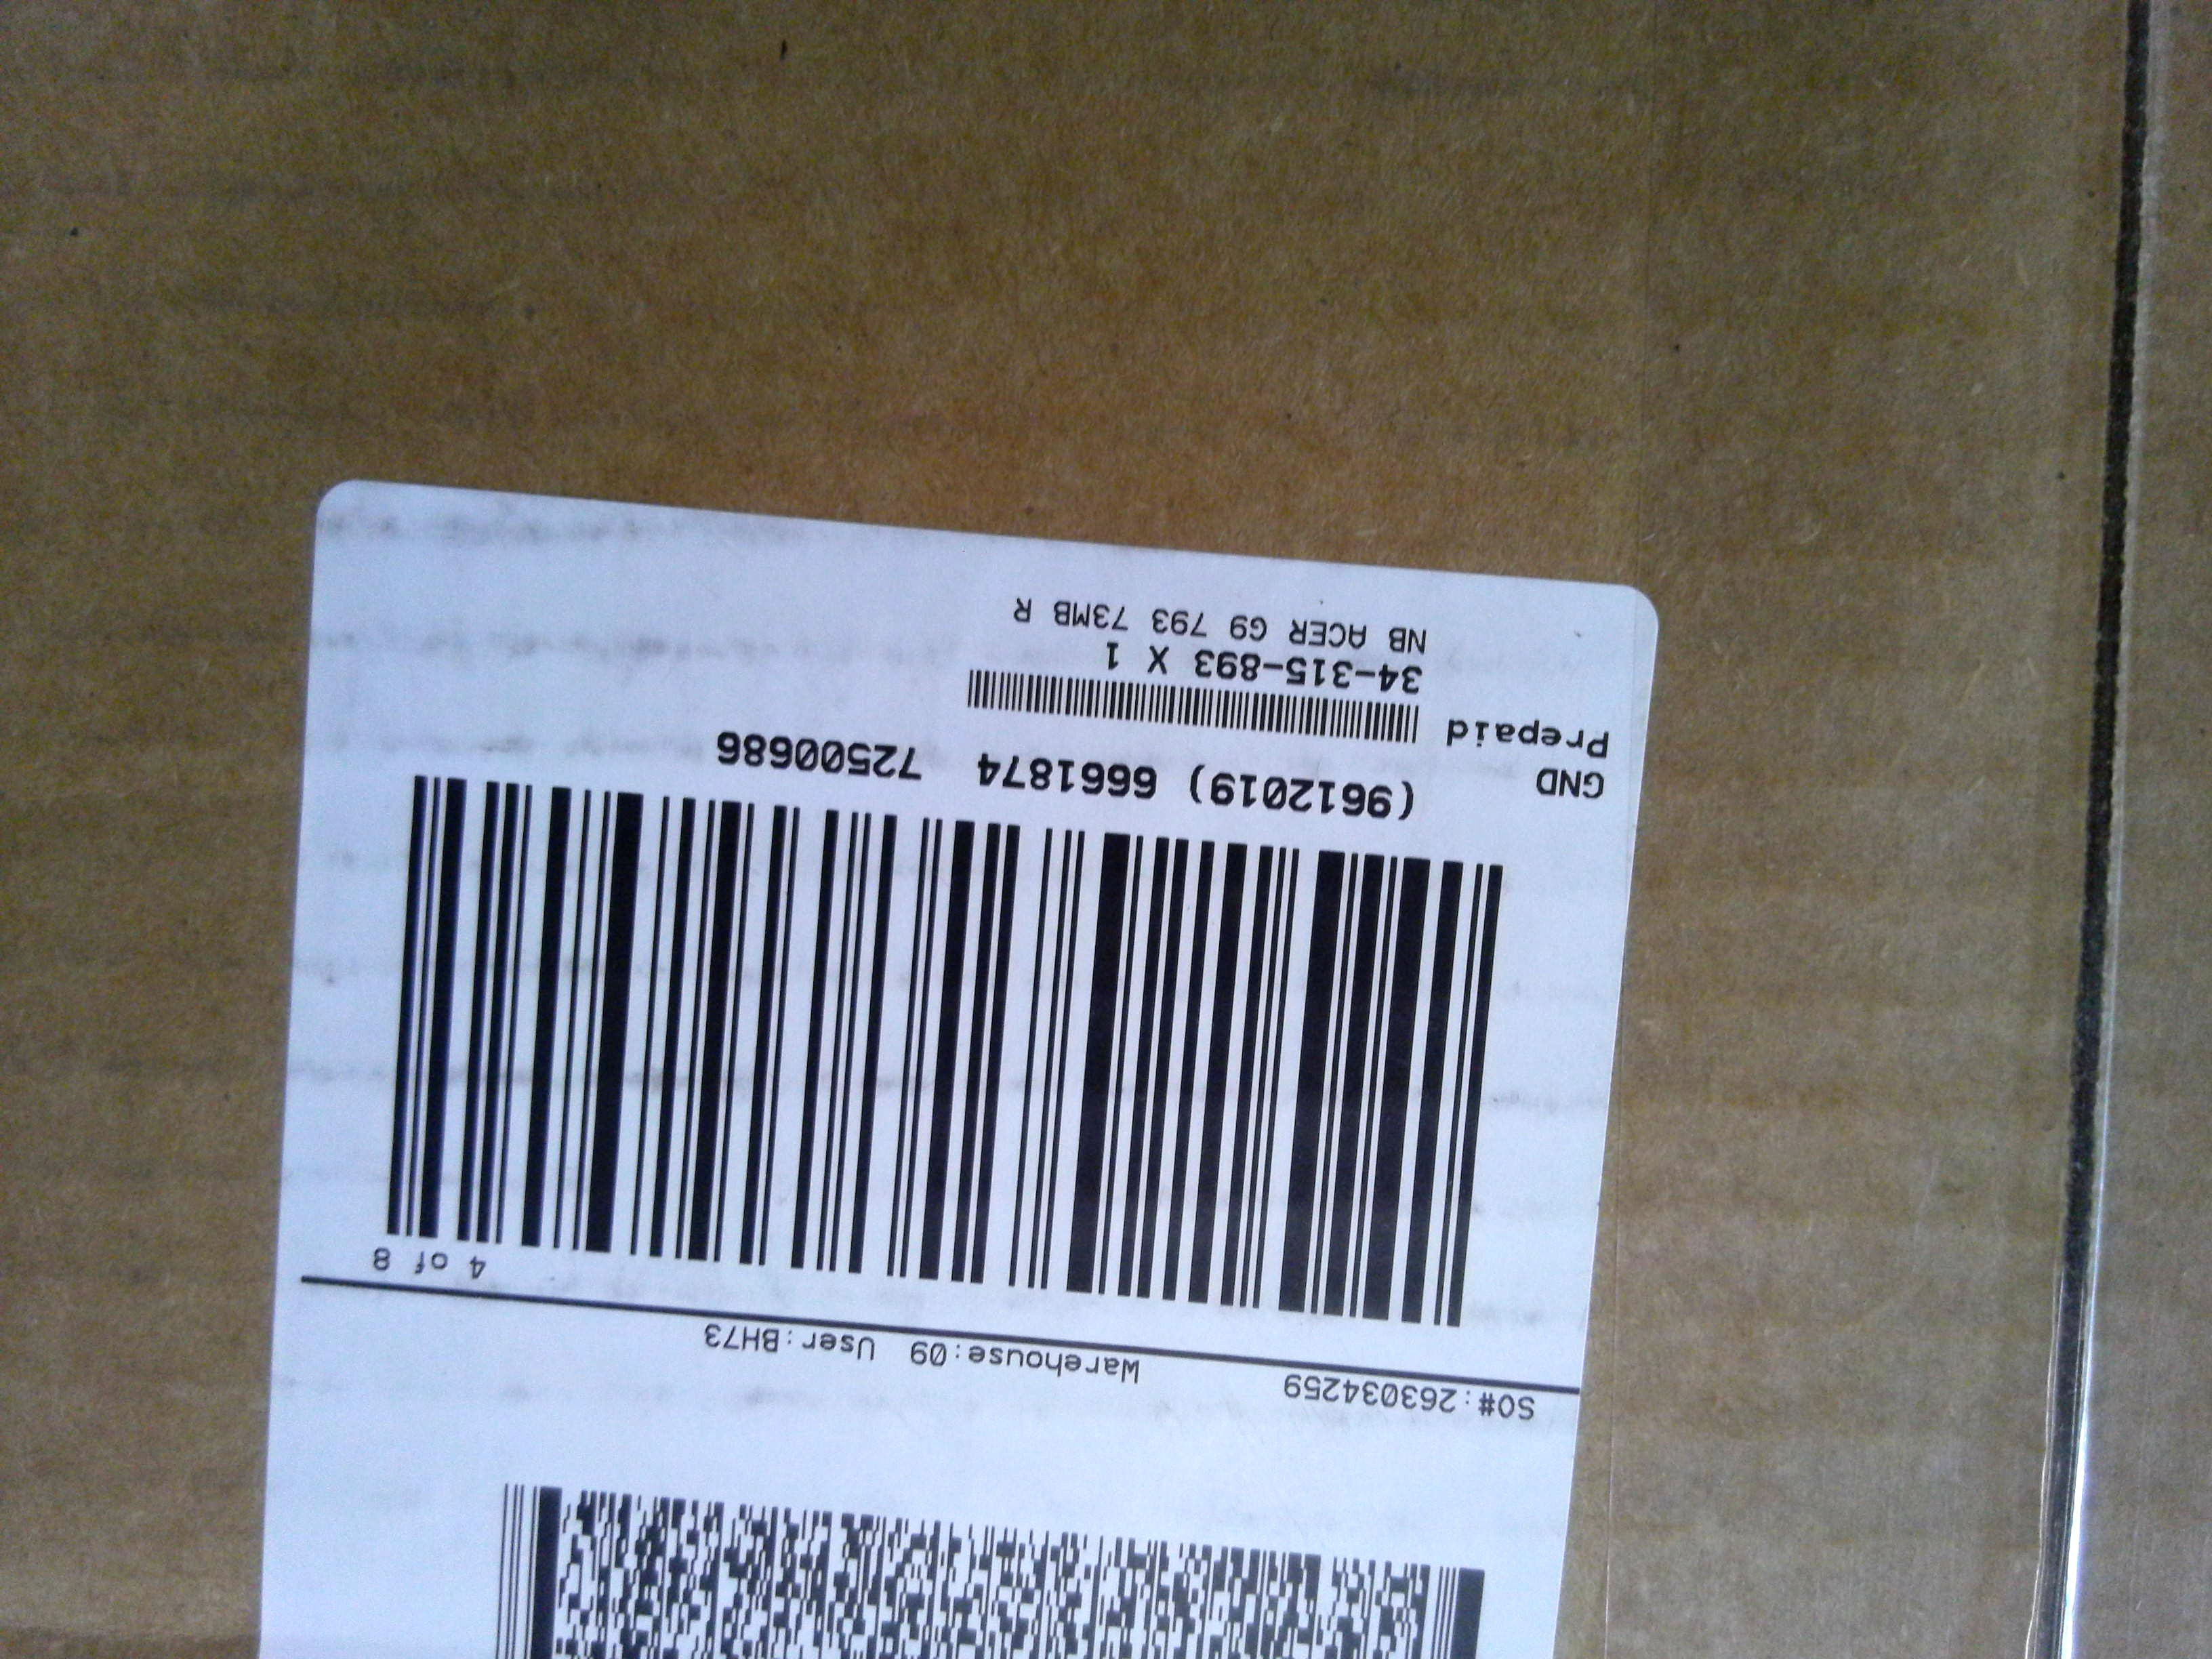 SO#:263034259 Warehouse:09 User:BH73
4 of 8
(9612019) 6661874 72500686
GND
Prepaid
34-315-893 X 1
NB ACER G9 793 73MB R